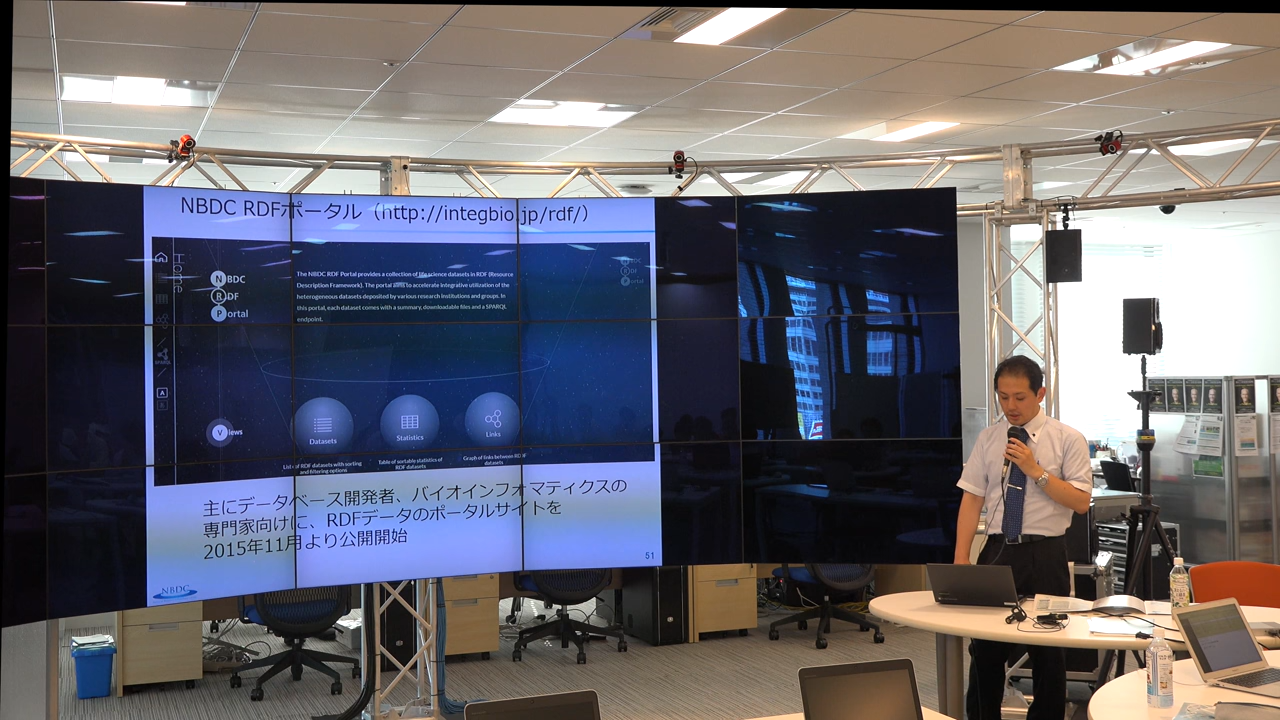 NBDC RDFポータル（http://integbio.jp/rdf/）
Home
NBDC
RDF
Portal
The NBDC RDF Portal provides a collection of life science datasets in RDF (Resource
Description Framework). The portal aims to accelerate integrative utilization of the
heterogeneous datasets deposited by various research institutions and groups. In
this portal, each dataset comes with a summary, downloadable files and a SPARQL
endpoint.
Views
Datasets
Statistics
Links
List of RDF datasets with sorting
and filtering options
Table of sortable statistics of
RDF datasets
Graph of links between RDF
datasets
主にデータベース開発者、バイオインフォマティクスの
専門家向けに、RDFデータのポータルサイトを
2015年11月より公開開始
51
NBDC